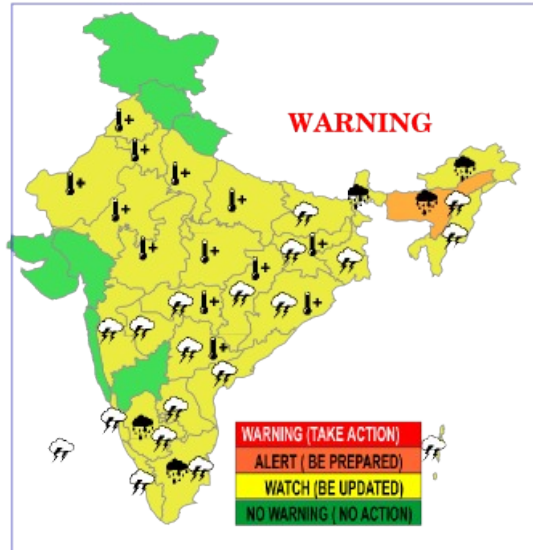 WARNING
WARNING (TAKE ACTION)
ALERT ( BE PREPARED)
WATCH (BE UPDATED)
NO WARNING ( NO ACTION)